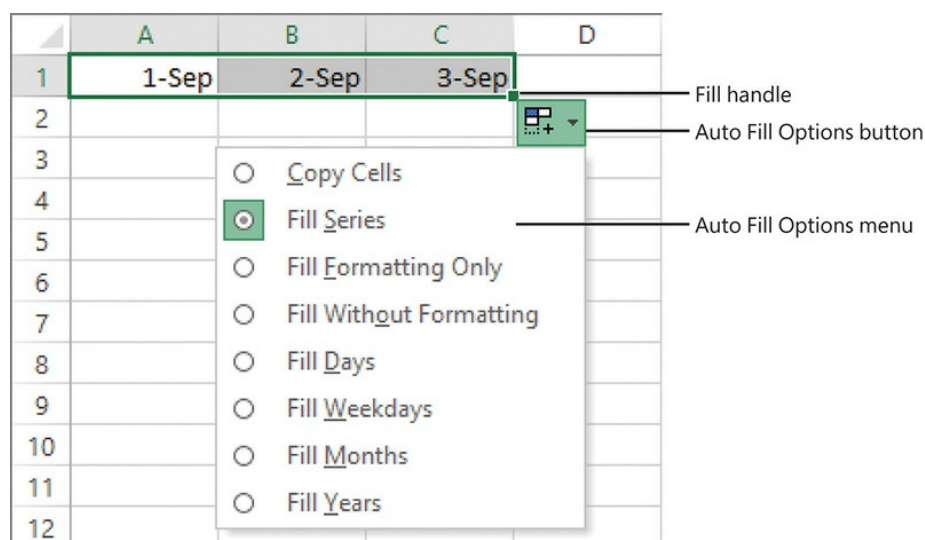 A B C D
1 1-Sep 2-Sep 3-Sep
Fill handle
2
Auto Fill Options button
3
Copy Cells
4
Fill Series
Auto Fill Options menu
5
6
Fill Formatting Only
7
Fill Without Formatting
8
Fill Days
9
Fill Weekdays
10
Fill Months
11
Fill Years
12